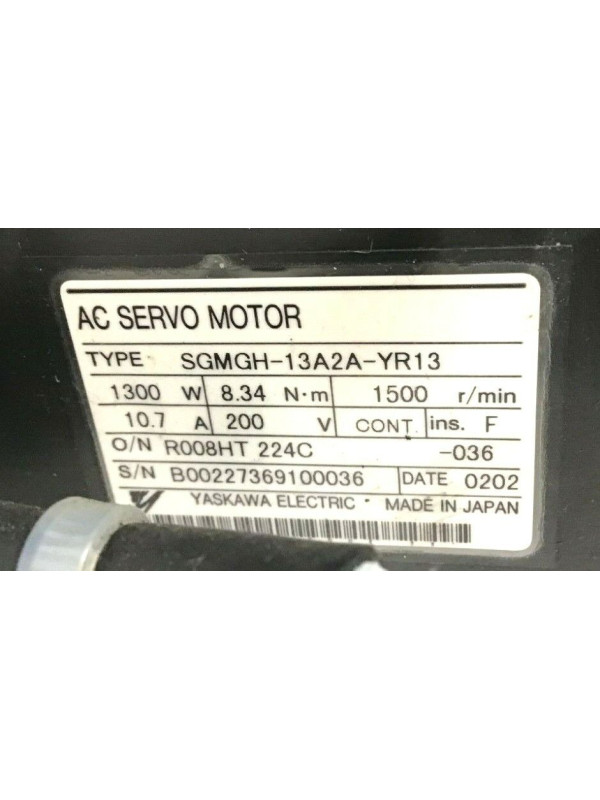 AC SERVO MOTOR
TYPE SGMGH-13A2A-YR13
1300 W 8.34 N·m 1500 r/min
10.7 A 200 V CONT. ins. F
O/N R008HT 224C -036
S/N B00227369100036 DATE 0202
YASKAWA ELECTRIC MADE IN JAPAN